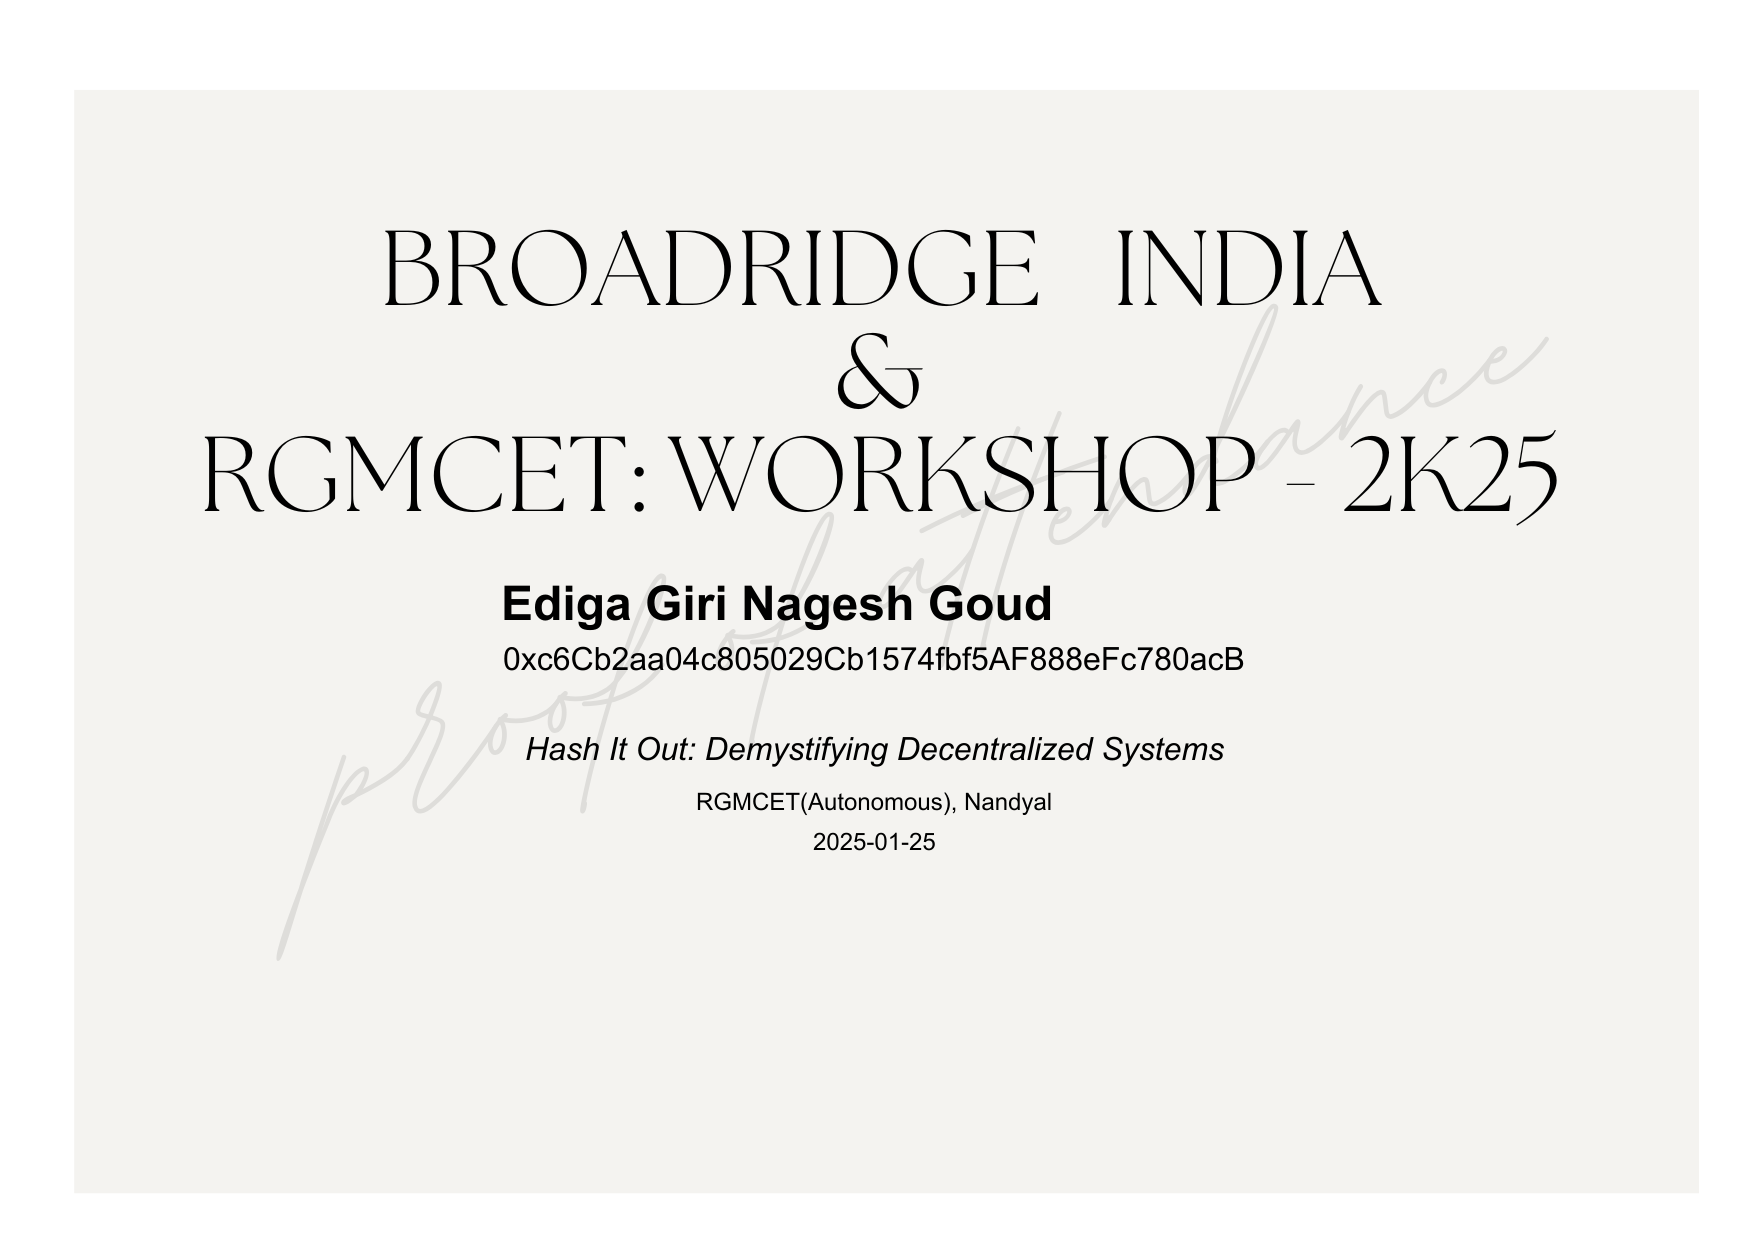 BROADRIDGE INDIA
&
RGMCET: WORKSHOP - 2K25
proof of attendance
Ediga Giri Nagesh Goud
0xc6Cb2aa04c805029Cb1574fbf5AF888eFc780acB
Hash It Out: Demystifying Decentralized Systems
RGMCET(Autonomous), Nandyal
2025-01-25